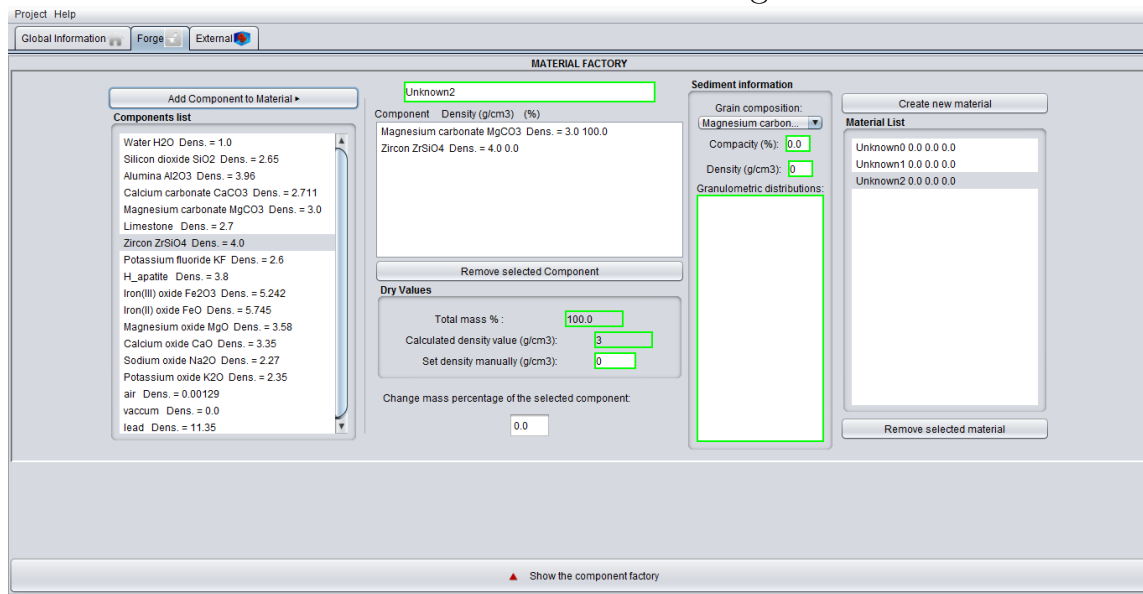 Project Help
Global Information Forge External
MATERIAL FACTORY
Add Component to Material ▸
Components list
Water H2O Dens. = 1.0
Silicon dioxide SiO2 Dens. = 2.65
Alumina Al2O3 Dens. = 3.96
Calcium carbonate CaCO3 Dens. = 2.711
Magnesium carbonate MgCO3 Dens. = 3.0
Limestone Dens. = 2.7
Zircon ZrSiO4 Dens. = 4.0
Potassium fluoride KF Dens. = 2.6
H_apatite Dens. = 3.8
Iron(III) oxide Fe2O3 Dens. = 5.242
Iron(II) oxide FeO Dens. = 5.745
Magnesium oxide MgO Dens. = 3.58
Calcium oxide CaO Dens. = 3.35
Sodium oxide Na2O Dens. = 2.27
Potassium oxide K2O Dens. = 2.35
air Dens. = 0.00129
vaccum Dens. = 0.0
lead Dens. = 11.35
Unknown2
Component Density (g/cm3) (%)
Magnesium carbonate MgCO3 Dens. = 3.0 100.0
Zircon ZrSiO4 Dens. = 4.0 0.0
Remove selected Component
Dry Values
Total mass % : 100.0
Calculated density value (g/cm3): 3
Set density manually (g/cm3): 0
Change mass percentage of the selected component:
0.0
Sediment information
Grain composition:
Magnesium carbon...
Compacity (%): 0.0
Density (g/cm3): 0
Granulometric distributions:
Create new material
Material List
Unknown0 0.0 0.0 0.0
Unknown1 0.0 0.0 0.0
Unknown2 0.0 0.0 0.0
Remove selected material
Show the component factory